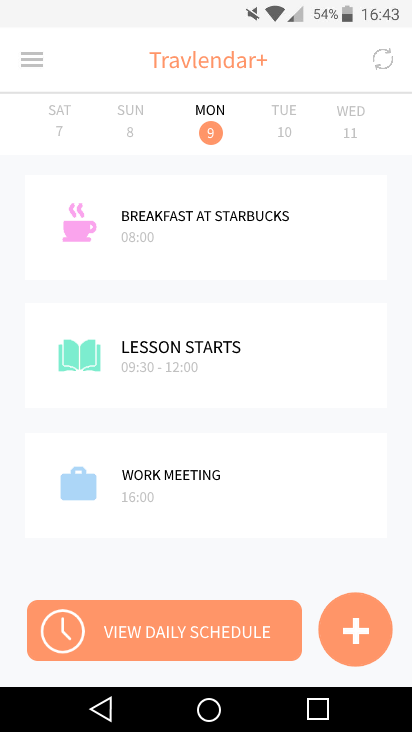 54% 16:43
Travlendar+
SAT SUN MON TUE WED
7 8 9 10 11
BREAKFAST AT STARBUCKS
08:00
LESSON STARTS
09:30 - 12:00
WORK MEETING
16:00
VIEW DAILY SCHEDULE